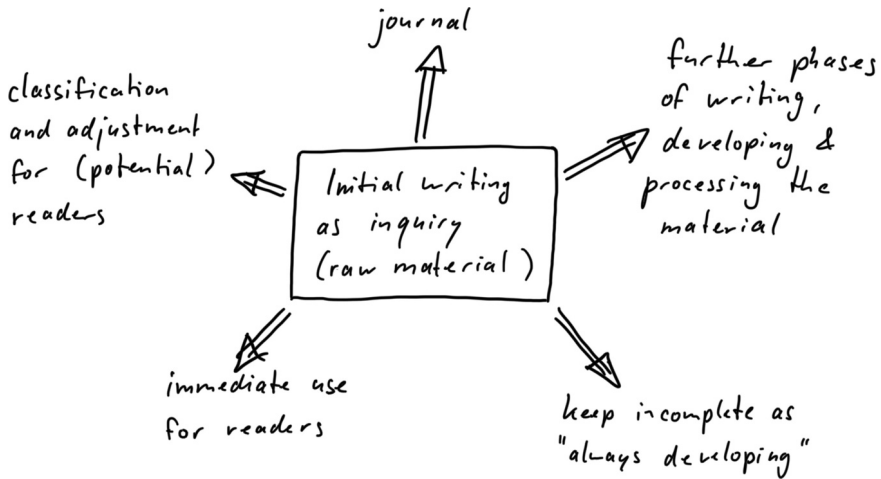 journal
classification
and adjustment
for (potential)
readers
further phases
of writing,
developing &
processing the
material
Initial writing
as inquiry
(raw material)
immediate use
for readers
keep incomplete as
"always developing"